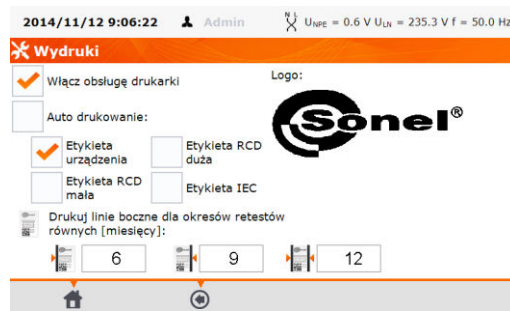 2014/11/12 9:06:22 Admin N L U_NPE = 0.6 V U_LN = 235.3 V f = 50.0 Hz
Wydruki
Włącz obsługę drukarki
Logo:
Auto drukowanie:
Sonel®
Etykieta
urządzenia
Etykieta RCD
duża
Etykieta RCD
mała
Etykieta IEC
Drukuj linie boczne dla okresów retestów
równych [miesięcy]:
6 9 12